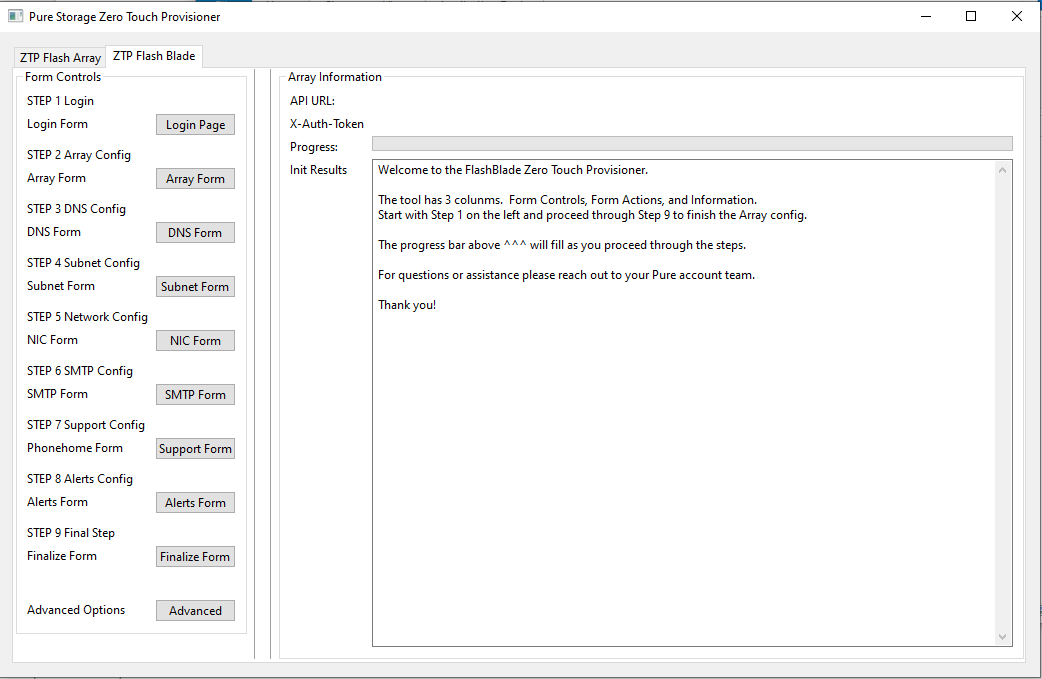 Pure Storage Zero Touch Provisioner
ZTP Flash Array
ZTP Flash Blade
Form Controls
STEP 1 Login
Login Form
Login Page
STEP 2 Array Config
Array Form
Array Form
STEP 3 DNS Config
DNS Form
DNS Form
STEP 4 Subnet Config
Subnet Form
Subnet Form
STEP 5 Network Config
NIC Form
NIC Form
STEP 6 SMTP Config
SMTP Form
SMTP Form
STEP 7 Support Config
Phonehome Form
Support Form
STEP 8 Alerts Config
Alerts Form
Alerts Form
STEP 9 Final Step
Finalize Form
Finalize Form
Advanced Options
Advanced
Array Information
API URL:
X-Auth-Token
Progress:
Init Results
Welcome to the FlashBlade Zero Touch Provisioner.
The tool has 3 colunms.  Form Controls, Form Actions, and Information.
Start with Step 1 on the left and proceed through Step 9 to finish the Array config.
The progress bar above ^^^ will fill as you proceed through the steps.
For questions or assistance please reach out to your Pure account team.
Thank you!